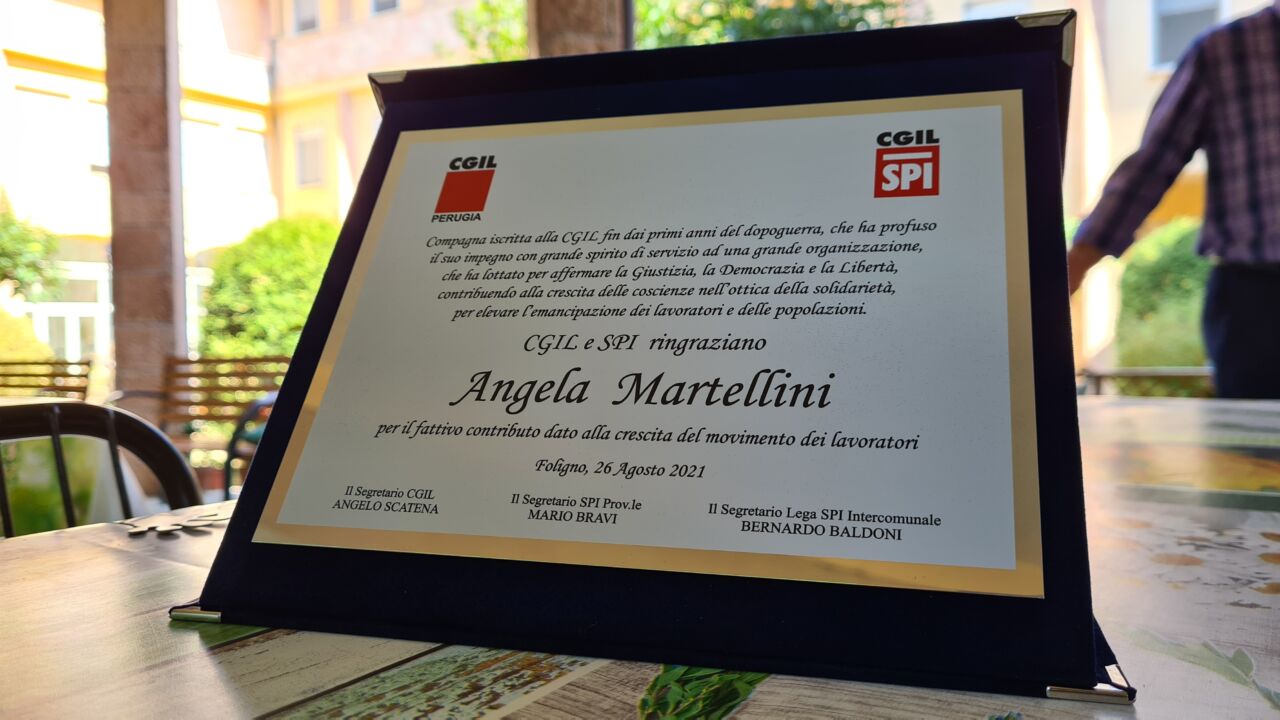 CGIL
PERUGIA
CGIL
SPI
Compagna iscritta alla CGIL fin dai primi anni del dopoguerra, che ha profuso
il suo impegno con grande spirito di servizio ad una grande organizzazione,
che ha lottato per affermare la Giustizia, la Democrazia e la Libertà,
contribuendo alla crescita delle coscienze nell'ottica della solidarietà,
per elevare l'emancipazione dei lavoratori e delle popolazioni.
CGIL e SPI ringraziano
Angela Martellini
per il fattivo contributo dato alla crescita del movimento dei lavoratori
Foligno, 26 Agosto 2021
Il Segretario CGIL
ANGELO SCATENA
Il Segretario SPI Prov.le
MARIO BRAVI
Il Segretario Lega SPI Intercomunale
BERNARDO BALDONI